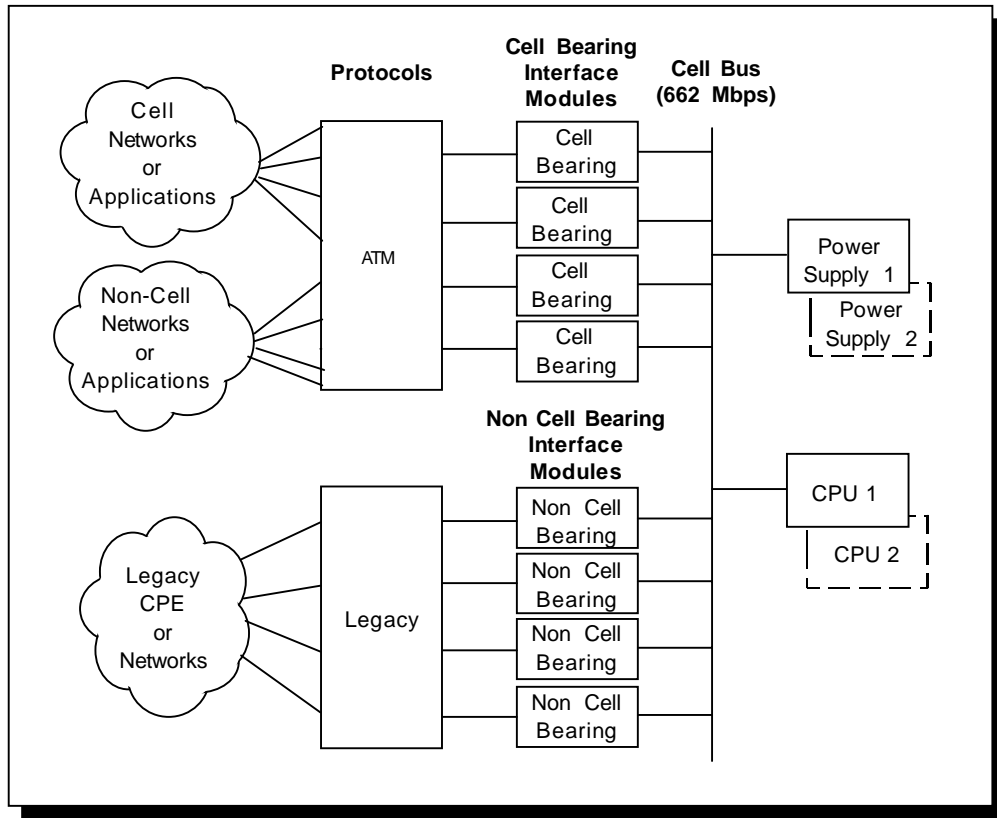 Protocols
Cell Bearing
Interface
Modules
Cell Bus
(662 Mbps)
Cell
Networks
or
Applications
Non-Cell
Networks
or
Applications
ATM
Cell
Bearing
Cell
Bearing
Cell
Bearing
Cell
Bearing
Power
Supply 1
Power
Supply 2
Non Cell Bearing
Interface
Modules
Legacy
CPE
or
Networks
Legacy
Non Cell
Bearing
Non Cell
Bearing
Non Cell
Bearing
Non Cell
Bearing
CPU 1
CPU 2